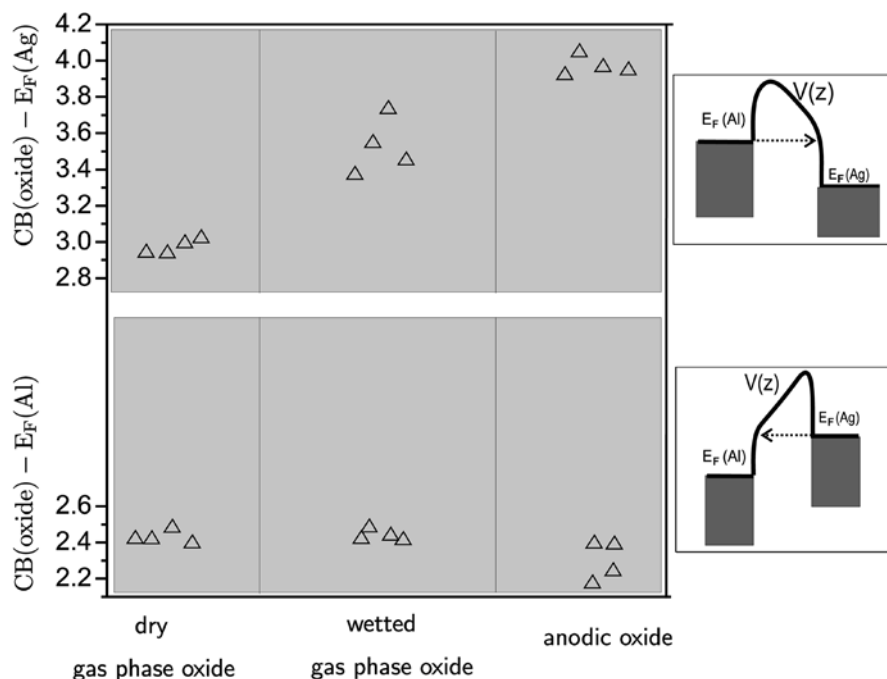 CB(oxide) − E_F(Ag)
4.2
4.0
3.8
3.6
3.4
3.2
3.0
2.8
V(z)
E_F(Al)
E_F(Ag)
CB(oxide) − E_F(Al)
2.6
2.4
2.2
V(z)
E_F(Ag)
E_F(Al)
dry
gas phase oxide
wetted
gas phase oxide
anodic oxide